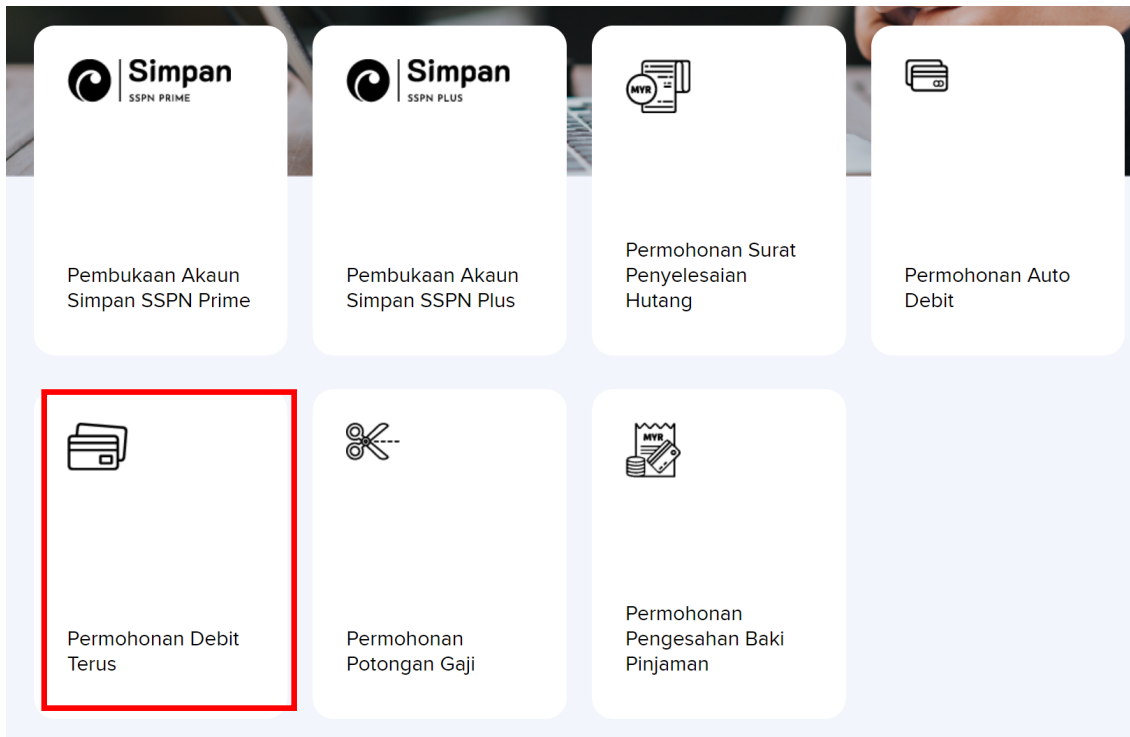 Simpan
SSPN PRIME
Pembukaan Akaun
Simpan SSPN Prime
Simpan
SSPN PLUS
Pembukaan Akaun
Simpan SSPN Plus
MYR
Permohonan Surat
Penyelesaian
Hutang
Permohonan Auto
Debit
Permohonan Debit
Terus
Permohonan
Potongan Gaji
MYR
Permohonan
Pengesahan Baki
Pinjaman